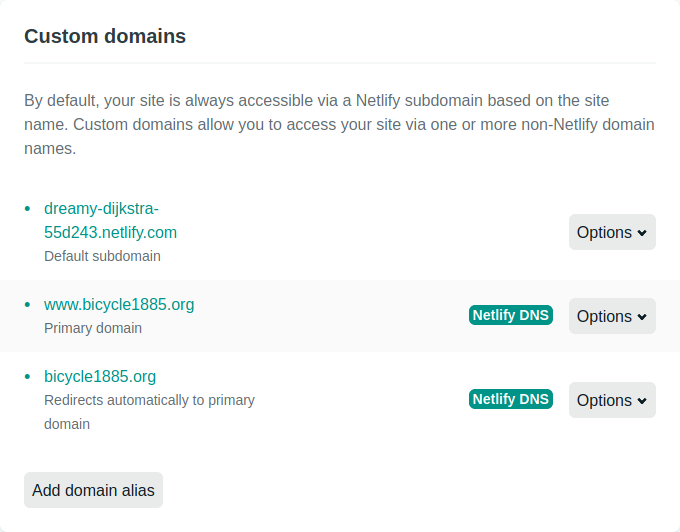 Custom domains
By default, your site is always accessible via a Netlify subdomain based on the site
name. Custom domains allow you to access your site via one or more non-Netlify domain
names.
dreamy-dijkstra-
55d243.netlify.com
Default subdomain
Options
www.bicycle1885.org
Primary domain
Netlify DNS
Options
bicycle1885.org
Redirects automatically to primary
domain
Netlify DNS
Options
Add domain alias